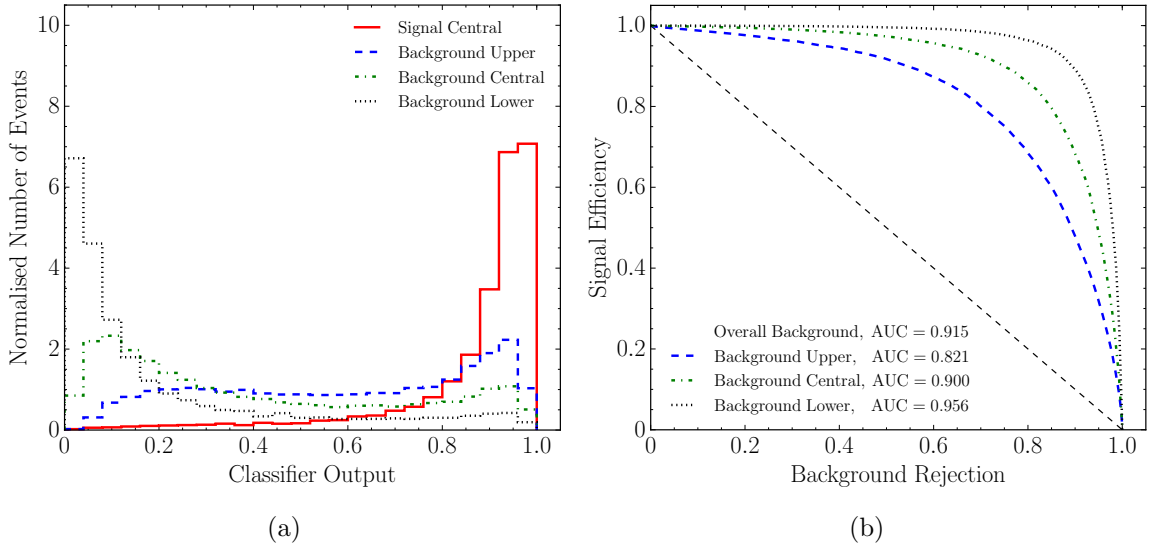 10
8
6
4
2
0
Normalised Number of Events
Signal Central
Background Upper
Background Central
Background Lower
0 0.2 0.4 0.6 0.8 1.0
Classifier Output
(a)
1.0
0.8
0.6
0.4
0.2
0
Signal Efficiency
Overall Background, AUC = 0.915
Background Upper, AUC = 0.821
Background Central, AUC = 0.900
Background Lower, AUC = 0.956
0 0.2 0.4 0.6 0.8 1.0
Background Rejection
(b)